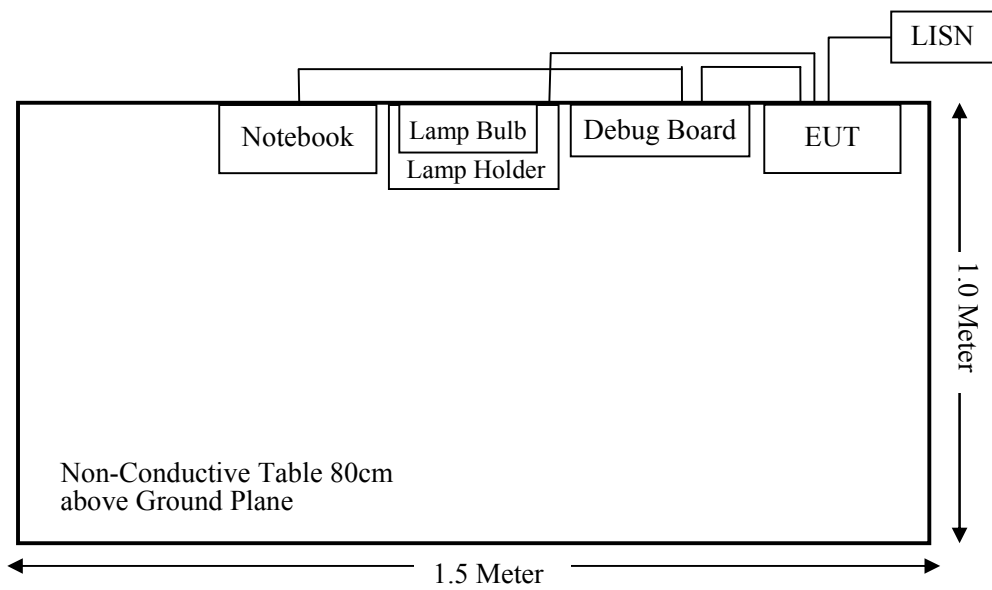 LISN
Notebook
Lamp Bulb
Lamp Holder
Debug Board
EUT
1.0 Meter
Non-Conductive Table 80cm
above Ground Plane
1.5 Meter